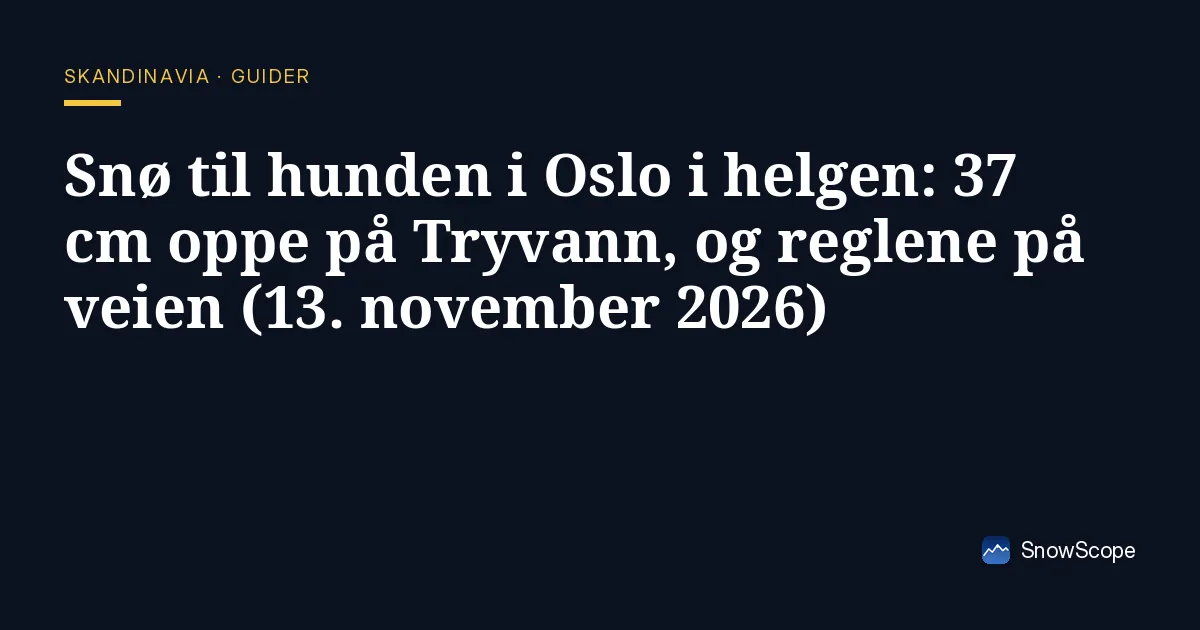 SKANDINAVIA · GUIDER
Snø til hunden i Oslo i helgen: 37
cm oppe på Tryvann, og reglene på
veien (13. november 2026)
SnowScope